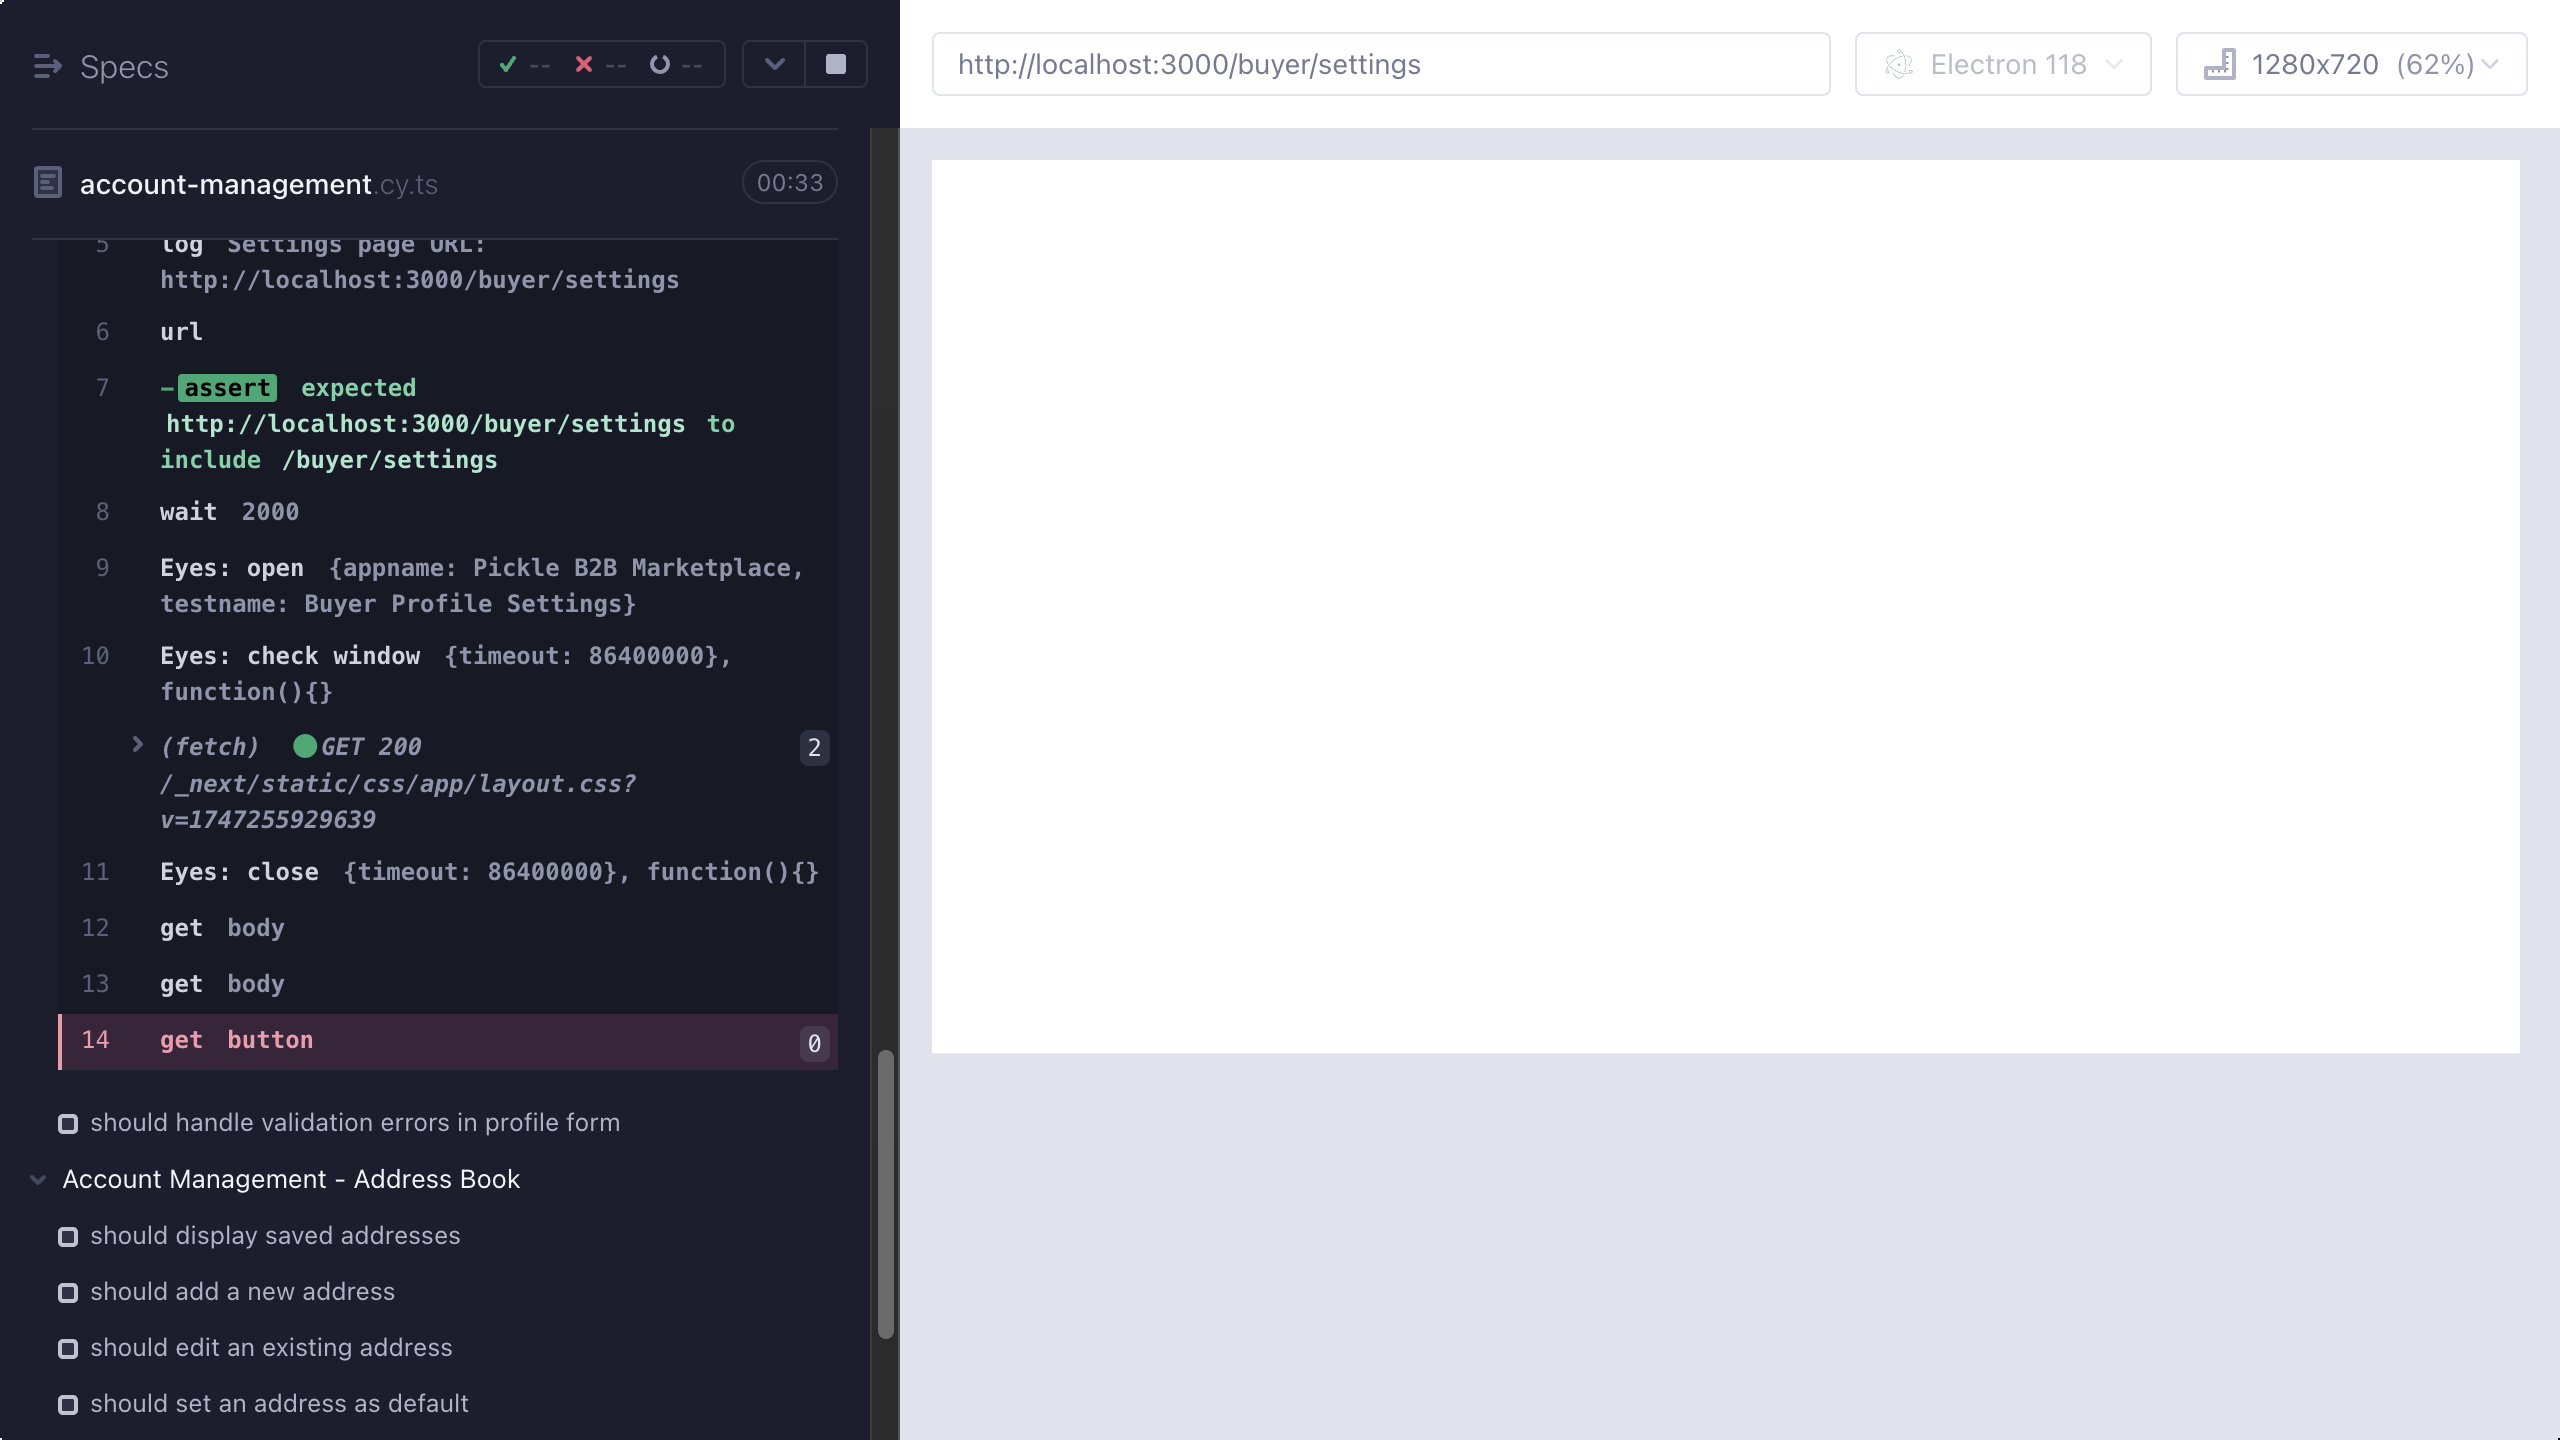 Specs
-- -- --
account-management.cy.ts
00:33
5 log Settings page URL:
http://localhost:3000/buyer/settings
6 url
7 -assert expected
http://localhost:3000/buyer/settings to
include /buyer/settings
8 wait 2000
9 Eyes: open {appname: Pickle B2B Marketplace,
testname: Buyer Profile Settings}
10 Eyes: check window {timeout: 86400000},
function(){}
(fetch) GET 200 2
/_next/static/css/app/layout.css?
v=1747255929639
11 Eyes: close {timeout: 86400000}, function(){}
12 get body
13 get body
14 get button 0
should handle validation errors in profile form
Account Management - Address Book
should display saved addresses
should add a new address
should edit an existing address
should set an address as default
http://localhost:3000/buyer/settings
Electron 118
1280x720 (62%)